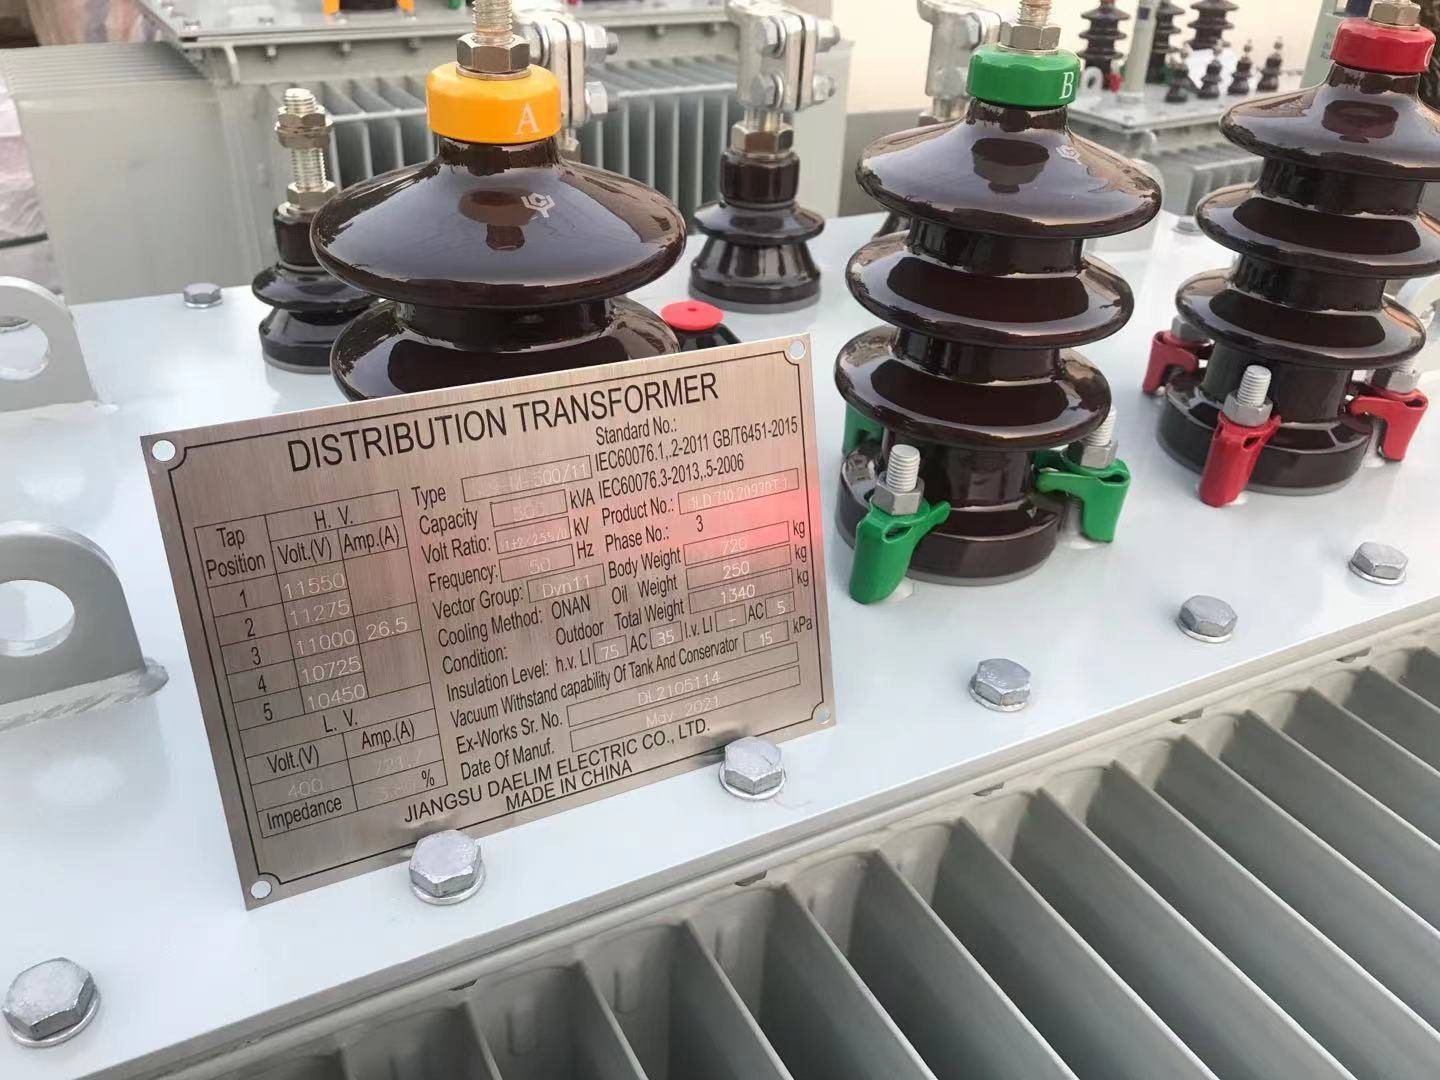 A
B
C
DISTRIBUTION TRANSFORMER
Standard No.:
IEC60076.1,.2-2011 GB/T6451-2015
IEC60076.3-2013,.5-2006
Type 500/11
Capacity 500 kVA
Product No.:
Volt Ratio: kV
Phase No.: 3
Frequency: 50 Hz
Body Weight 720 kg
Vector Group: Dyn11
Oil Weight 250 kg
Cooling Method: ONAN
Total Weight 1340 kg
Condition: Outdoor
Insulation Level: h.v. LI 75 AC 35 l.v. LI - AC 5
Vacuum Withstand capability Of Tank And Conservator 15 kPa
Ex-Works Sr. No. DL2105114
Date Of Manuf. May 2021
JIANGSU DAELIM ELECTRIC CO., LTD.
MADE IN CHINA
Tap Position
H. V.
Volt.(V) Amp.(A)
1 11550
2 11275
3 11000 26.5
4 10725
5 10450
L. V.
Volt.(V) Amp.(A)
400 721.7
Impedance %